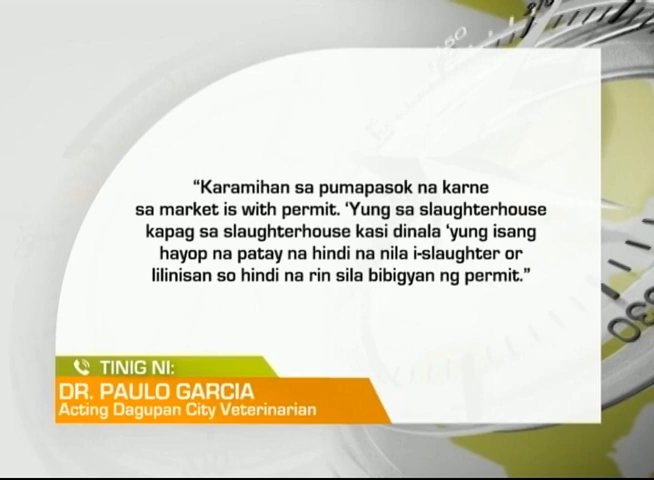 “Karamihan sa pumapasok na karne
sa market is with permit. ‘Yung sa slaughterhouse
kapag sa slaughterhouse kasi dinala ‘yung isang
hayop na patay na hindi na nila i-slaughter or
lilinisan so hindi na rin sila bibigyan ng permit.”
TINIG NI:
DR. PAULO GARCIA
Acting Dagupan City Veterinarian